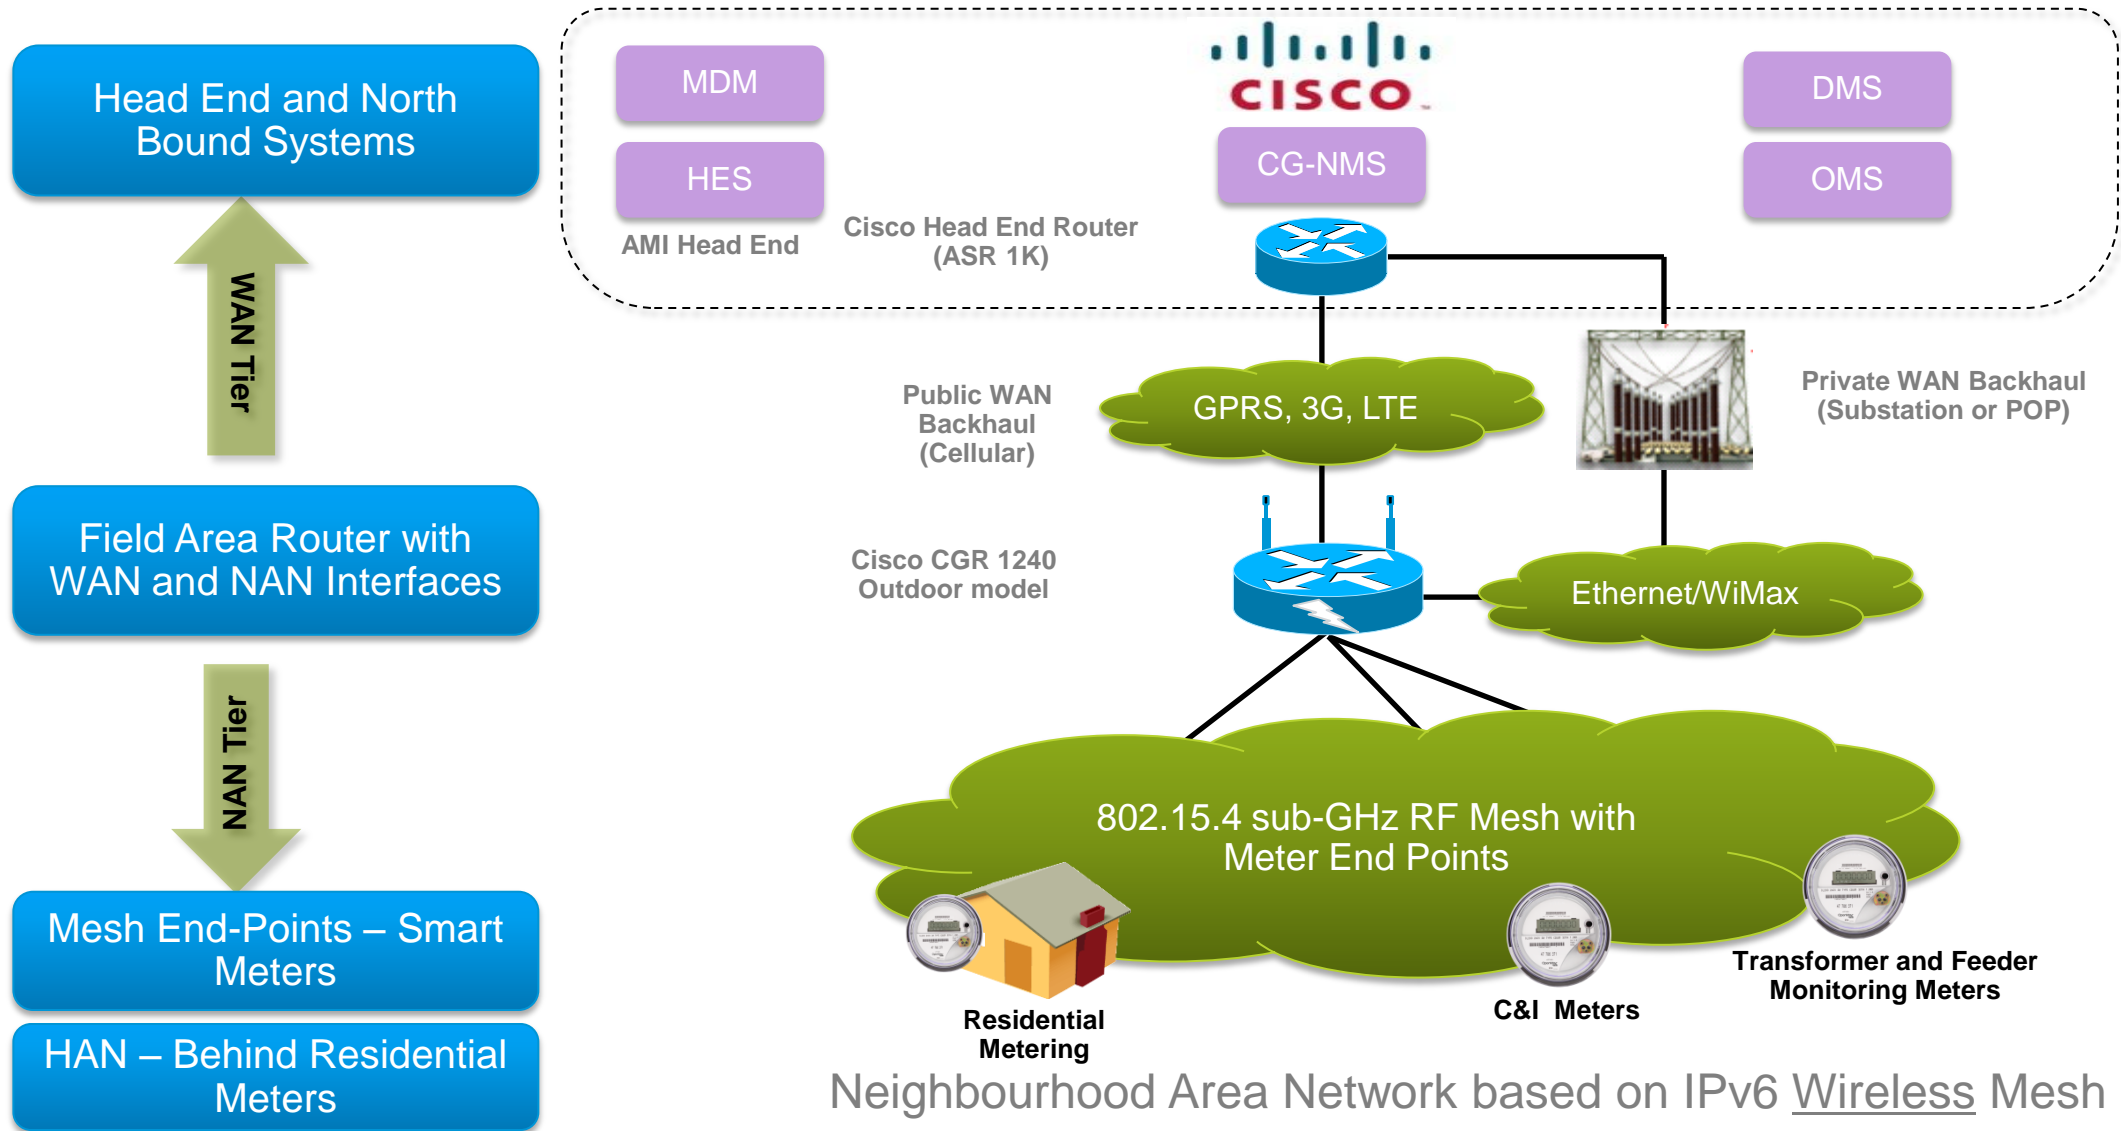 Head End and North
Bound Systems
WAN Tier
Field Area Router with
WAN and NAN Interfaces
NAN Tier
Mesh End-Points – Smart
Meters
HAN – Behind Residential
Meters
MDM
HES
AMI Head End
CISCO
CG-NMS
Cisco Head End Router
(ASR 1K)
DMS
OMS
Public WAN
Backhaul
(Cellular)
GPRS, 3G, LTE
Private WAN Backhaul
(Substation or POP)
Cisco CGR 1240
Outdoor model
Ethernet/WiMax
802.15.4 sub-GHz RF Mesh with
Meter End Points
Residential
Metering
C&I Meters
Transformer and Feeder
Monitoring Meters
Neighbourhood Area Network based on IPv6 Wireless Mesh